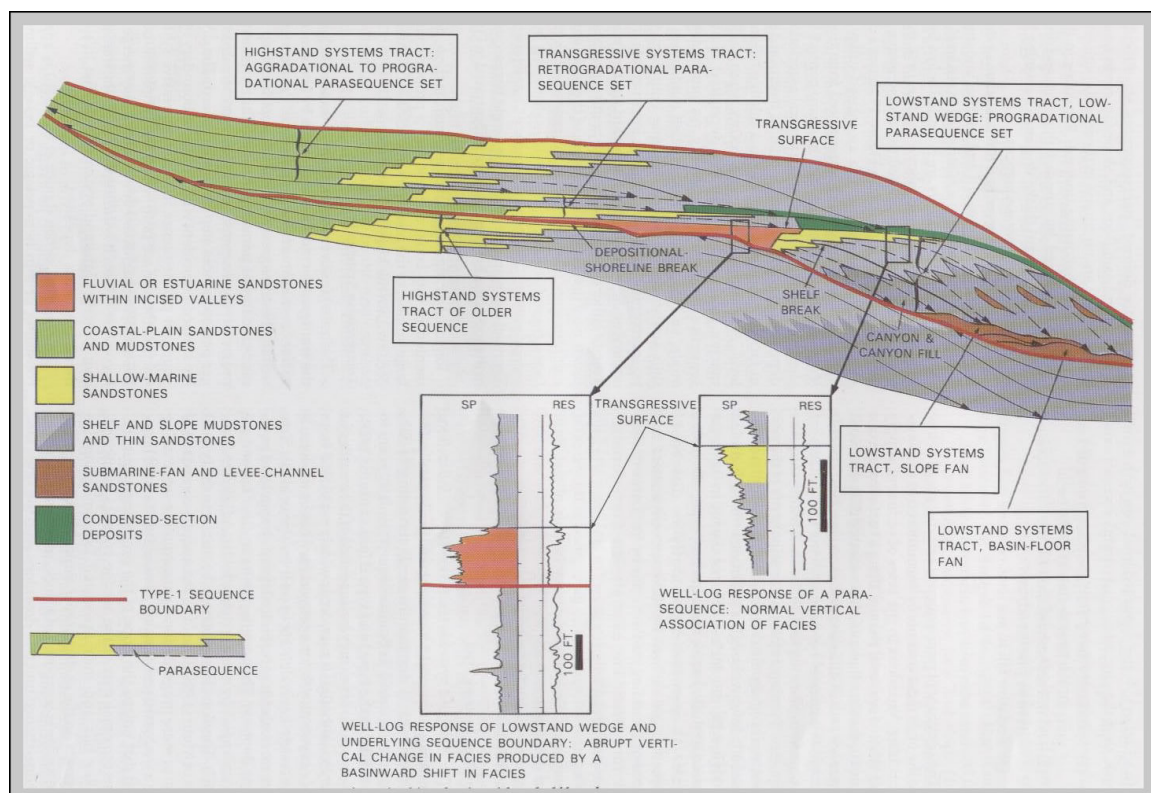 HIGHSTAND SYSTEMS TRACT:
AGGRADATIONAL TO PROGRA-
DATIONAL PARASEQUENCE SET
TRANSGRESSIVE SYSTEMS TRACT:
RETROGRADATIONAL PARA-
SEQUENCE SET
LOWSTAND SYSTEMS TRACT, LOW-
STAND WEDGE: PROGRADATIONAL
PARASEQUENCE SET
TRANSGRESSIVE
SURFACE
DEPOSITIONAL-
SHORELINE BREAK
SHELF
BREAK
CANYON &
CANYON FILL
HIGHSTAND SYSTEMS
TRACT OF OLDER
SEQUENCE
FLUVIAL OR ESTUARINE SANDSTONES
WITHIN INCISED VALLEYS
COASTAL-PLAIN SANDSTONES
AND MUDSTONES
SHALLOW-MARINE
SANDSTONES
SHELF AND SLOPE MUDSTONES
AND THIN SANDSTONES
SUBMARINE-FAN AND LEVEE-CHANNEL
SANDSTONES
CONDENSED-SECTION
DEPOSITS
TYPE-1 SEQUENCE
BOUNDARY
PARASEQUENCE
SP RES
100 FT.
TRANSGRESSIVE
SURFACE
SP RES
100 FT.
LOWSTAND SYSTEMS
TRACT, SLOPE FAN
LOWSTAND SYSTEMS
TRACT, BASIN-FLOOR
FAN
WELL-LOG RESPONSE OF A PARA-
SEQUENCE: NORMAL VERTICAL
ASSOCIATION OF FACIES
WELL-LOG RESPONSE OF LOWSTAND WEDGE AND
UNDERLYING SEQUENCE BOUNDARY: ABRUPT VERTI-
CAL CHANGE IN FACIES PRODUCED BY A
BASINWARD SHIFT IN FACIES